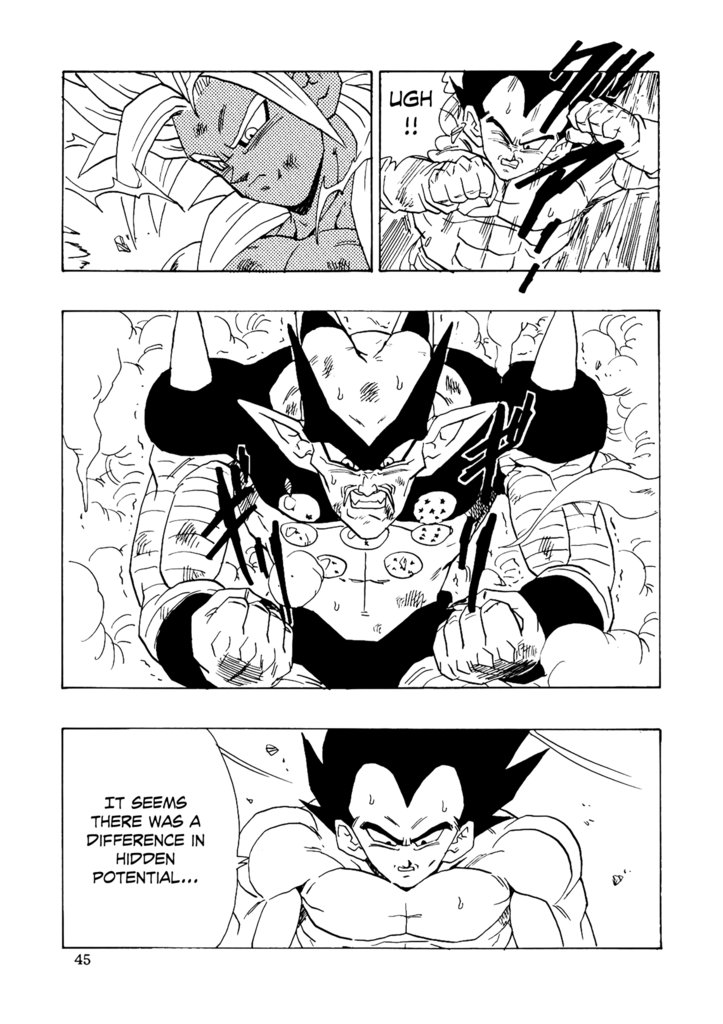 UGH
!!
IT SEEMS
THERE WAS A
DIFFERENCE IN
HIDDEN
POTENTIAL...
45